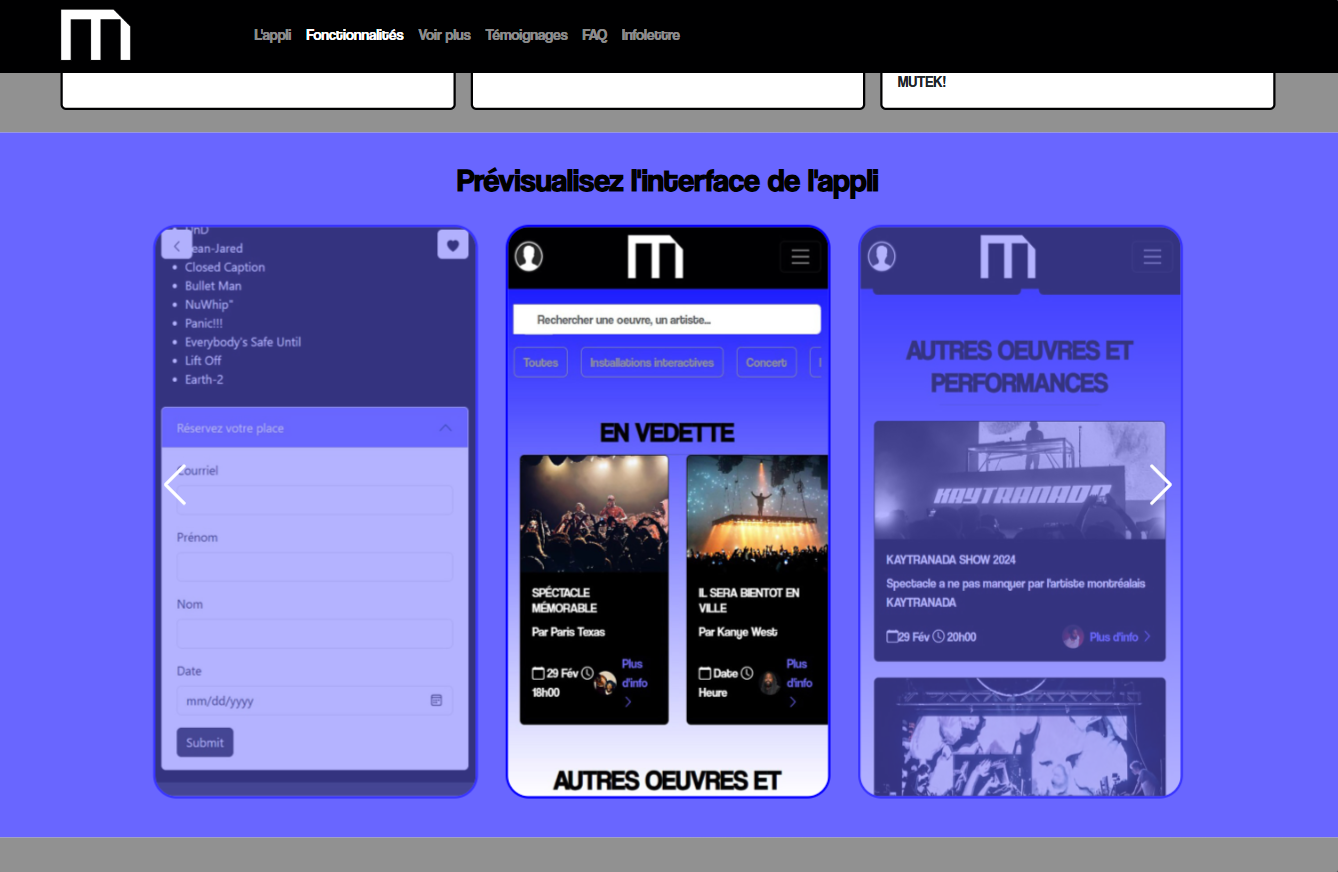 L'appli Fonctionnalités Voir plus Témoignages FAQ Infolettre
MUTEK!
Prévisualisez l'interface de l'appli
Closed Caption
Bullet Man
NuWhip"
Panic!!!
Everybody's Safe Until
Lift Off
Earth-2
Réservez votre place
Courriel
Prénom
Nom
Date
mm/dd/yyyy
Submit
Rechercher une oeuvre, un artiste...
Toutes
Installations interactives
Concert
EN VEDETTE
SPÉCTACLE
MÉMORABLE
Par Paris Texas
29 Fév
18h00
Plus
d'info
IL SERA BIENTOT EN
VILLE
Par Kanye West
Date
Heure
Plus
d'info
AUTRES OEUVRES ET
AUTRES OEUVRES ET
PERFORMANCES
KAYTRANADA
KAYTRANADA SHOW 2024
Spectacle a ne pas manquer par l'artiste montréalais
KAYTRANADA
29 Fév 20h00
Plus d'info